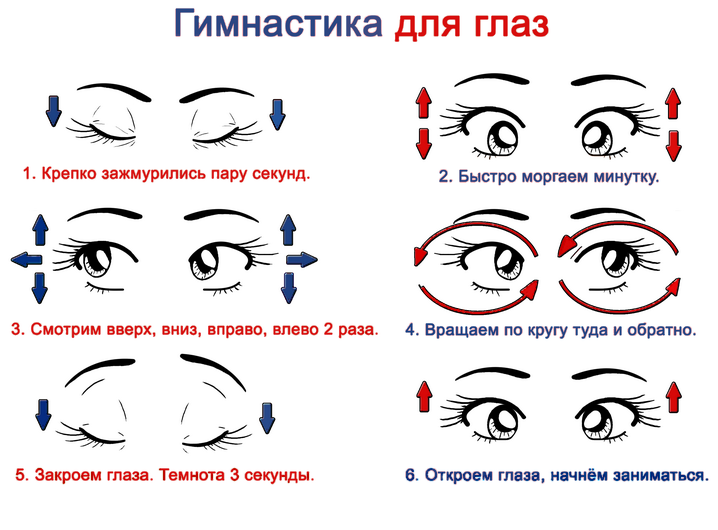 Гимнастика для глаз
1. Крепко зажмурились пару секунд.
2. Быстро моргаем минутку.
3. Смотрим вверх, вниз, вправо, влево 2 раза.
4. Вращаем по кругу туда и обратно.
5. Закроем глаза. Темнота 3 секунды.
6. Откроем глаза, начнём заниматься.